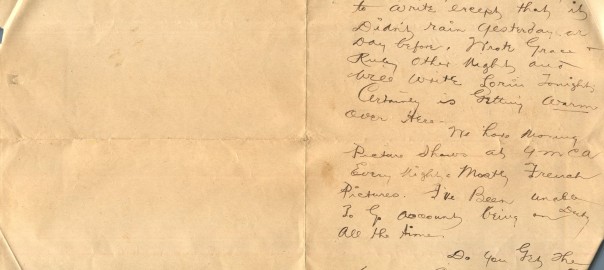 to write except that it
Didn't rain yesterday or
Day before. Wrote Grace &
Ruby Other Night and
Will Write Lorin Tonight
Certainly is Getting Warm
Over Here-
We have Moving
Picture Shows at YMCA
Every Night. Mostly French
Pictures. I've Been unable
To Go account being on Duty
All the time.
Do You Get The